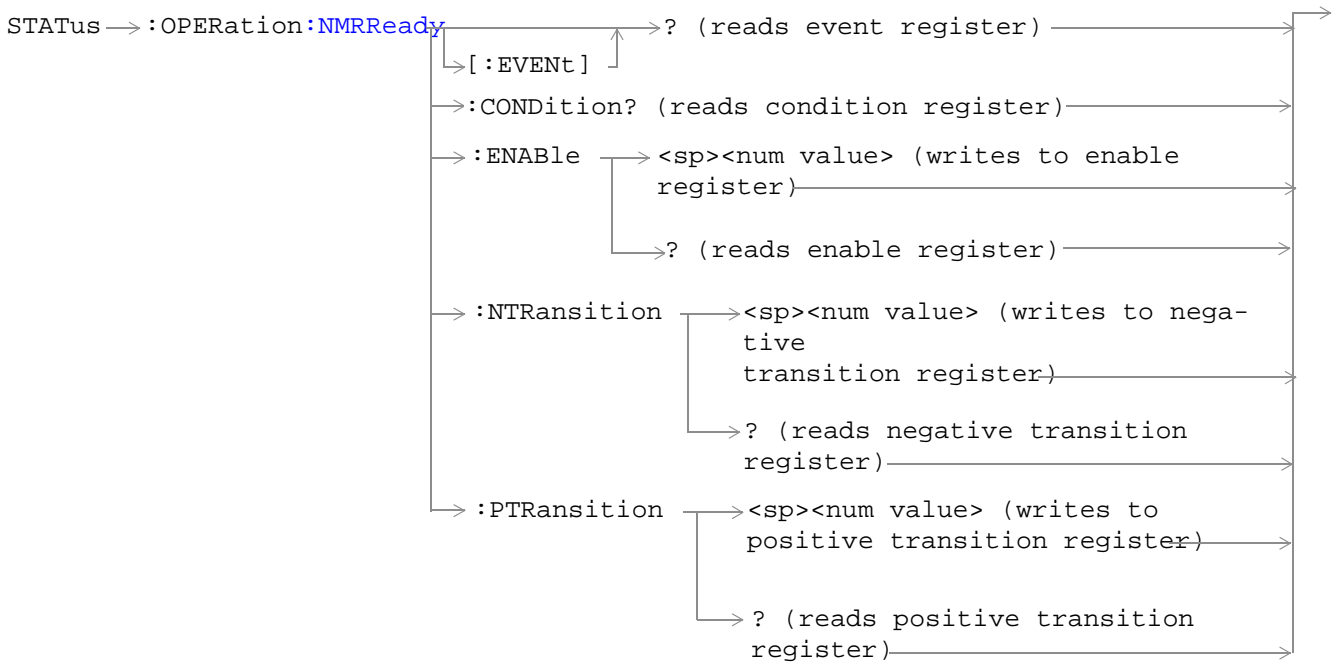 STATus :OPERation:NMRReady ? (reads event register)
[:EVENt]
:CONDition? (reads condition register)
:ENABle <sp><num value> (writes to enable
register)
? (reads enable register)
:NTRansition <sp><num value> (writes to nega-
tive
transition register)
? (reads negative transition
register)
:PTRansition <sp><num value> (writes to
positive transition register)
? (reads positive transition
register)